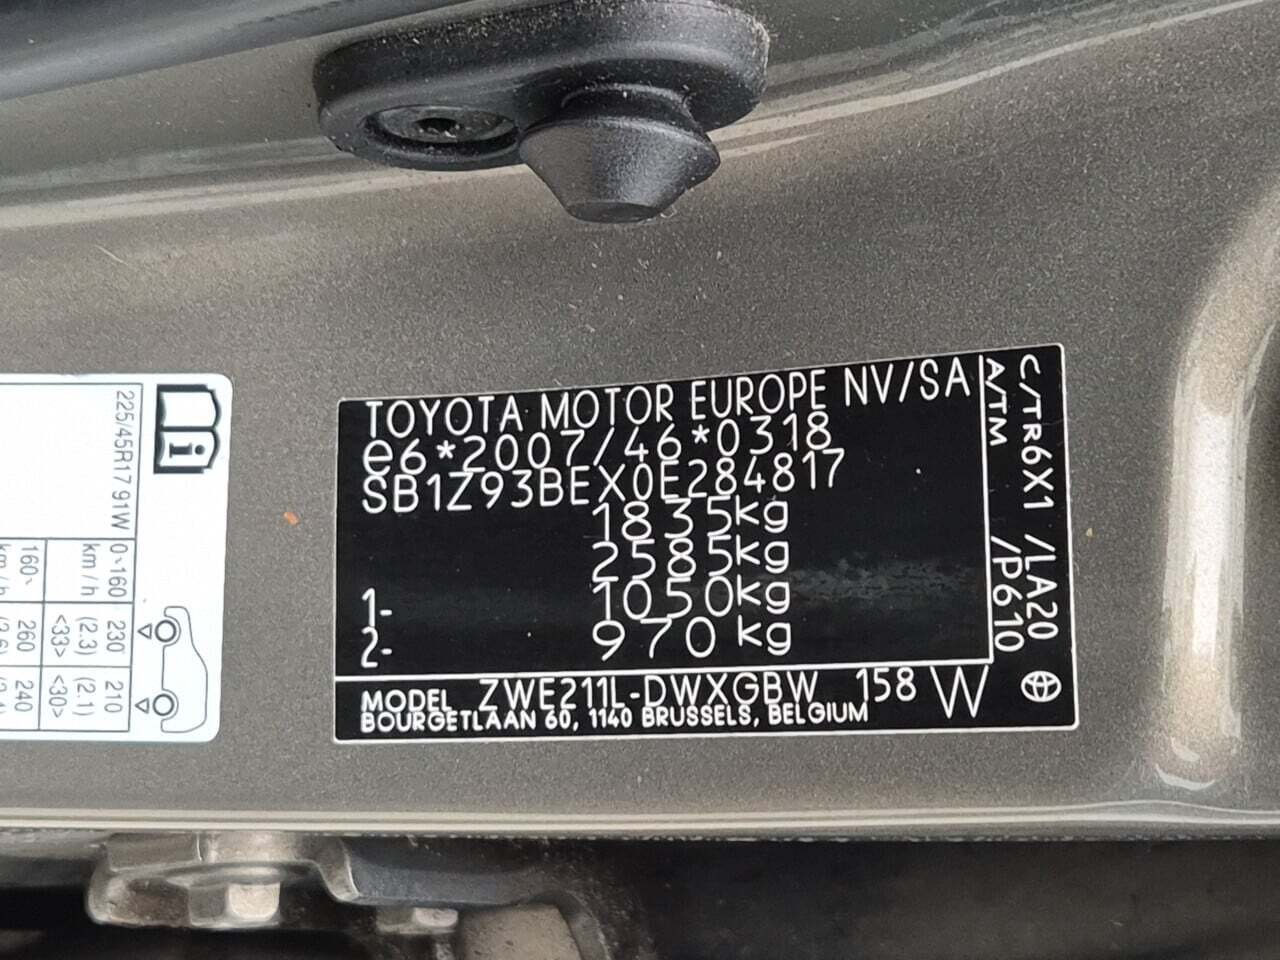 TOYOTA MOTOR EUROPE NV/SA
e6*2007/46*0318
SB1Z93BEX0E284817
1835kg
2585kg
1- 1050kg
2- 970kg
MODEL ZWE211L-DWXGBW 158 W
BOURGETLAAN 60, 1140 BRUSSELS, BELGIUM
C/TR6X1 /LA20
A/TM /P610
225/45R17 91W
0~160 km/h
230 (2.3) <33>
210 (2.1) <30>
160~ km/h
260
240
i